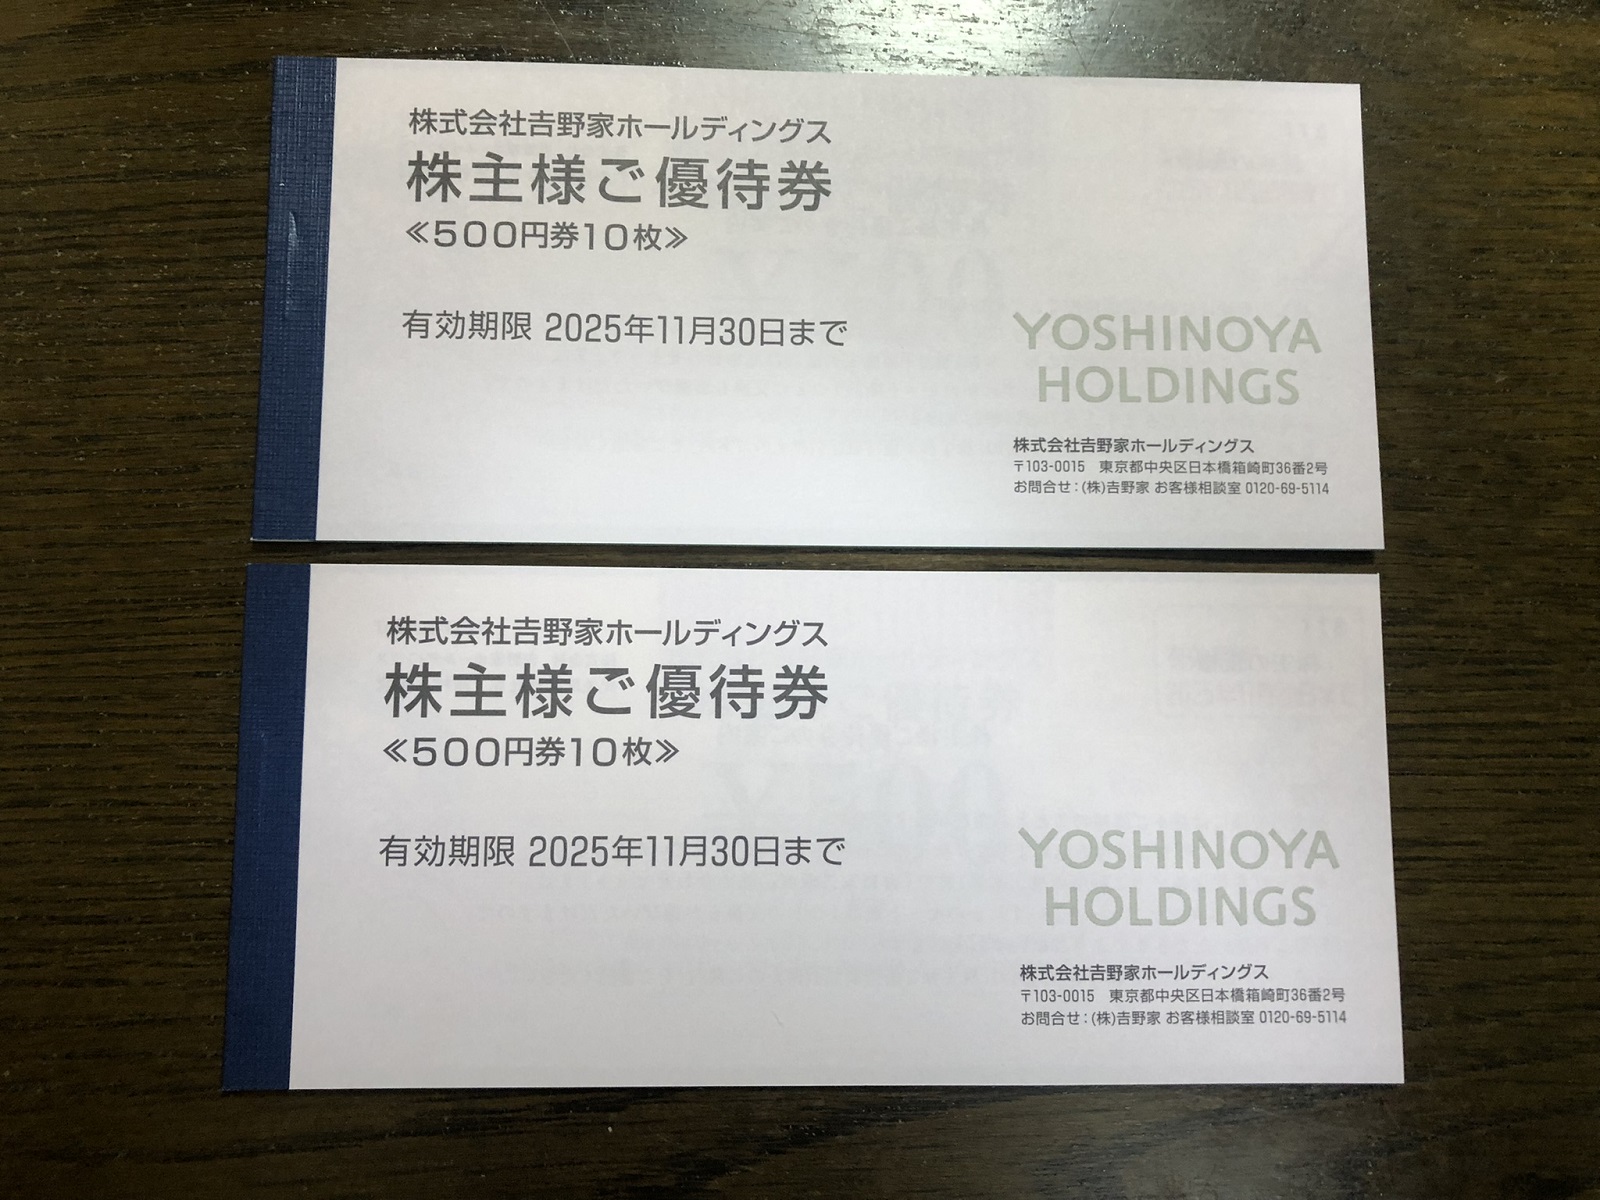 株式会社𠮷野家ホールディングス
株主様ご優待券
≪500円券10枚≫
有効期限 2025年11月30日まで
YOSHINOYA
HOLDINGS
株式会社𠮷野家ホールディングス
〒103-0015 東京都中央区日本橋箱崎町36番2号
お問合せ:(株)𠮷野家 お客様相談室 0120-69-5114
株式会社𠮷野家ホールディングス
株主様ご優待券
≪500円券10枚≫
有効期限 2025年11月30日まで
YOSHINOYA
HOLDINGS
株式会社𠮷野家ホールディングス
〒103-0015 東京都中央区日本橋箱崎町36番2号
お問合せ:(株)𠮷野家 お客様相談室 0120-69-5114